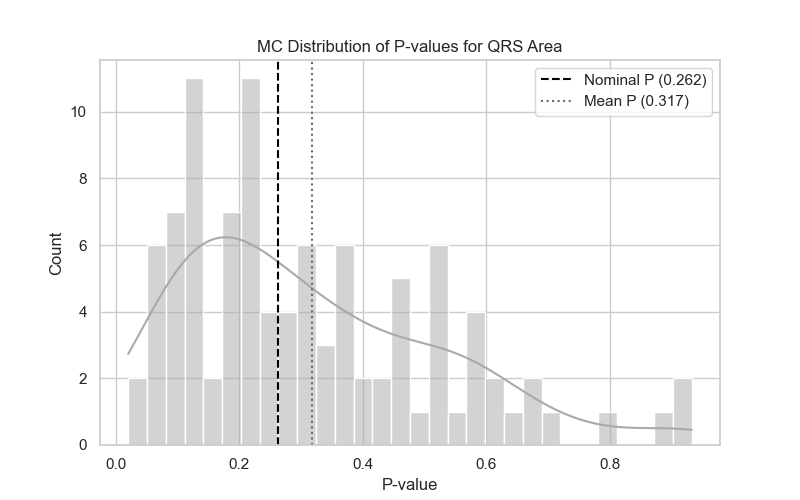 MC Distribution of P-values for QRS Area
Nominal P (0.262)
Mean P (0.317)
Count
10
8
6
4
2
0
0.0 0.2 0.4 0.6 0.8
P-value